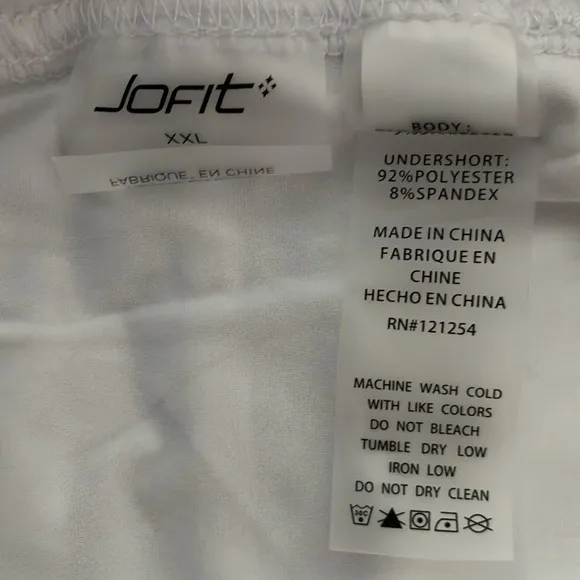 JOFIT
XXL
FABRIQUE EN CHINE
BODY:
UNDERSHORT:
92%POLYESTER
8%SPANDEX
MADE IN CHINA
FABRIQUE EN
CHINE
HECHO EN CHINA
RN#121254
MACHINE WASH COLD
WITH LIKE COLORS
DO NOT BLEACH
TUMBLE DRY LOW
IRON LOW
DO NOT DRY CLEAN
30C